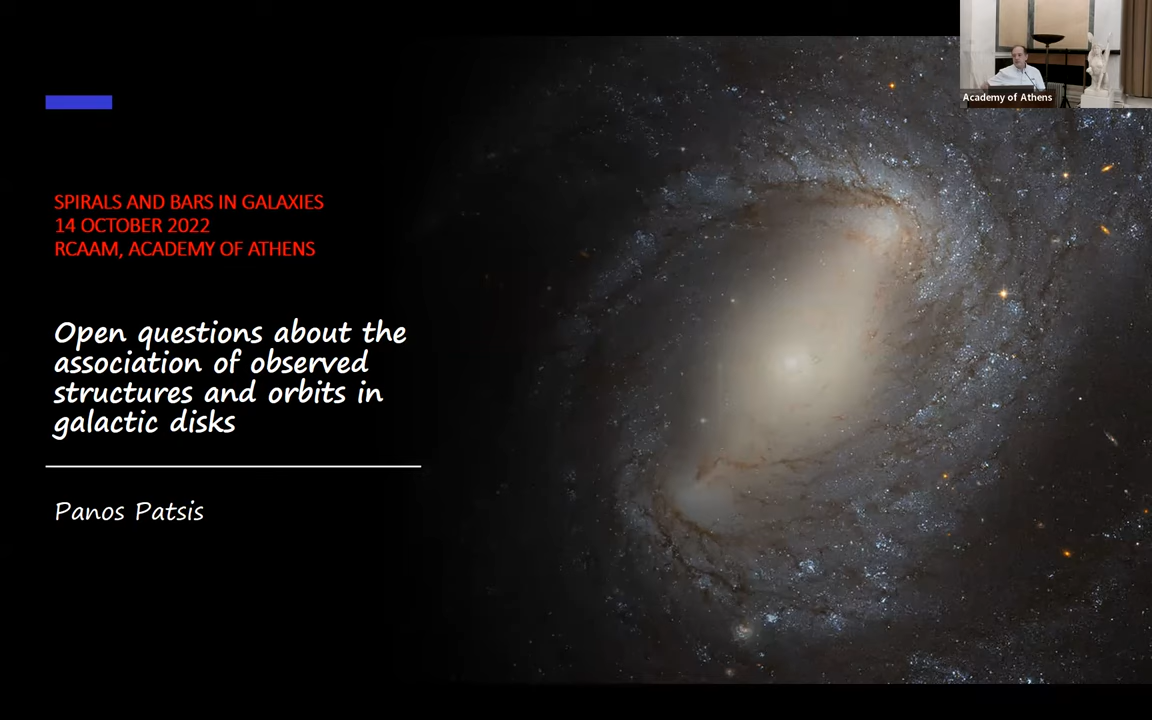 Academy of Athens
SPIRALS AND BARS IN GALAXIES
14 OCTOBER 2022
RCAAM, ACADEMY OF ATHENS
Open questions about the
association of observed
structures and orbits in
galactic disks
Panos Patsis